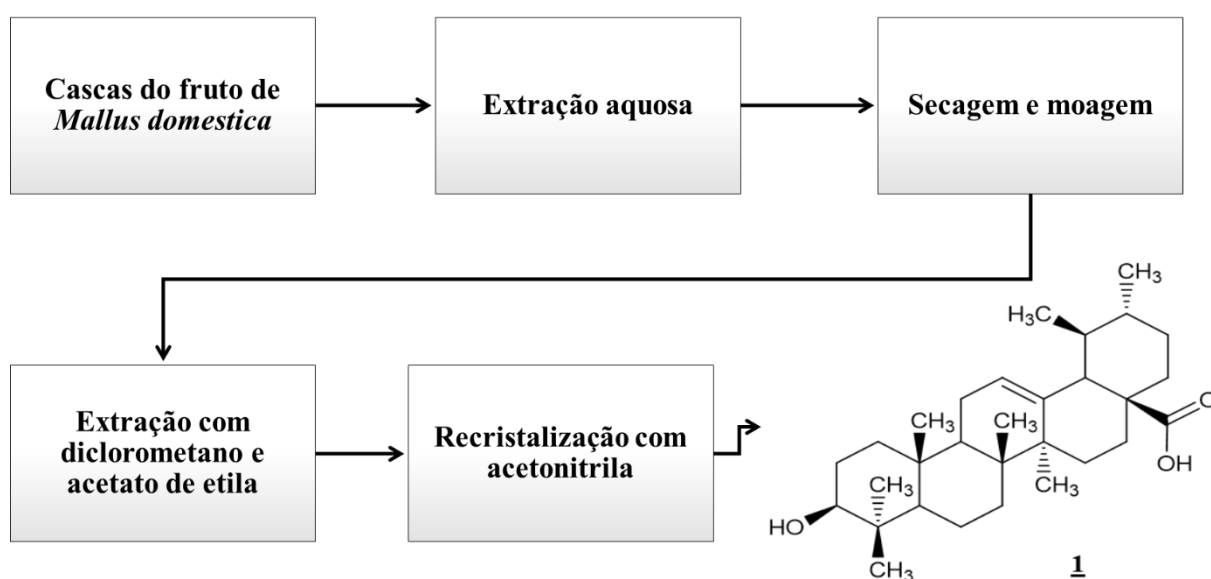 Cascas do fruto de
Mallus domestica
Extração aquosa
Secagem e moagem
Extração com
diclorometano e
acetato de etila
Recristalização com
acetonitrila
CH3
H3C
O
OH
CH3
CH3
CH3
CH3
HO
CH3
1